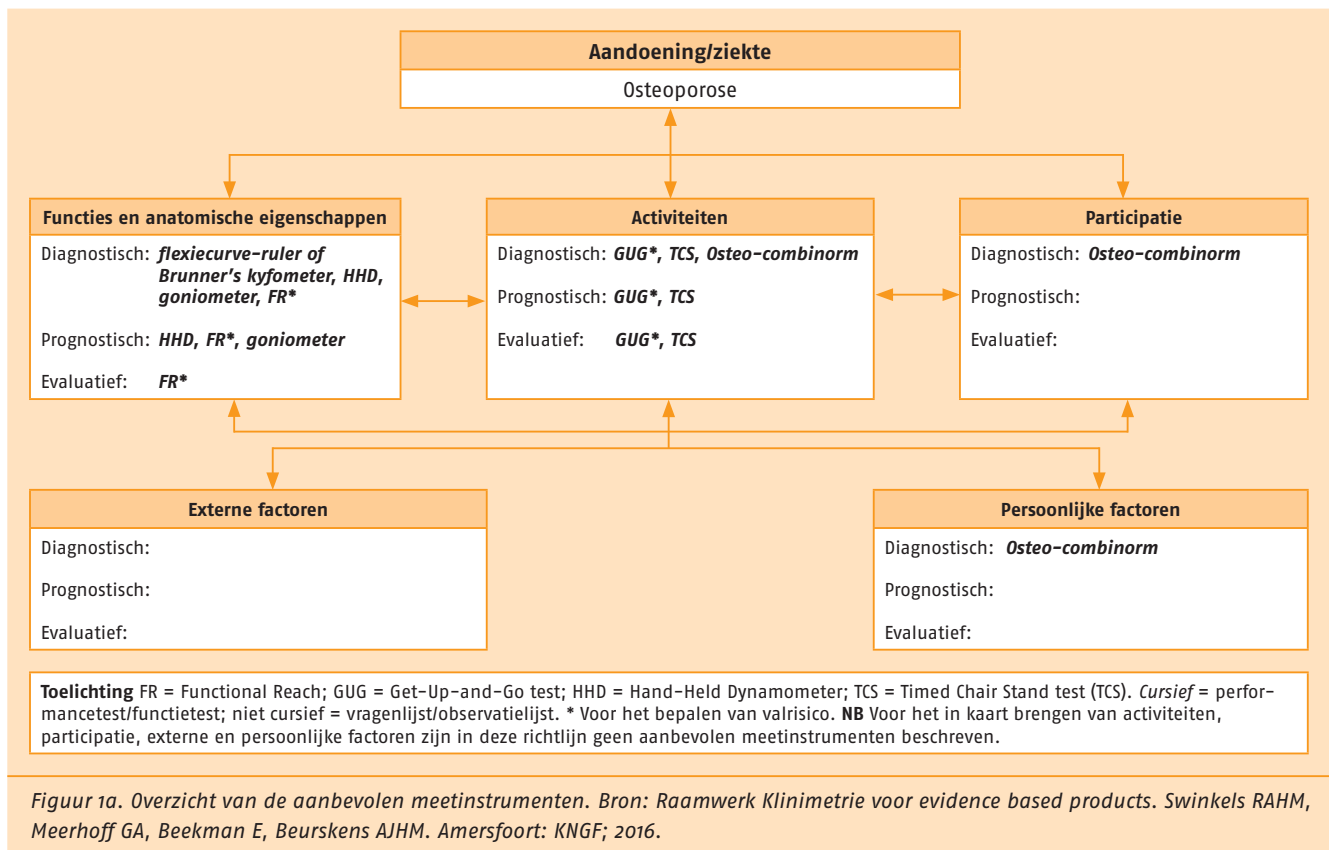 Aandoening/ziekte
Osteoporose
Functies en anatomische eigenschappen
Diagnostisch: flexiecurve-ruler of
Brunner's kyfometer, HHD,
goniometer, FR*
Prognostisch: HHD, FR*, goniometer
Evaluatief: FR*
Activiteiten
Diagnostisch: GUG*, TCS, Osteo-combinorm
Prognostisch: GUG*, TCS
Evaluatief: GUG*, TCS
Participatie
Diagnostisch: Osteo-combinorm
Prognostisch:
Evaluatief:
Externe factoren
Diagnostisch:
Prognostisch:
Evaluatief:
Persoonlijke factoren
Diagnostisch: Osteo-combinorm
Prognostisch:
Evaluatief:
Toelichting FR = Functional Reach; GUG = Get-Up-and-Go test; HHD = Hand-Held Dynamometer; TCS = Timed Chair Stand test (TCS). Cursief = perfor-
mancetest/functietest; niet cursief = vragenlijst/observatielijst. * Voor het bepalen van valrisico. NB Voor het in kaart brengen van activiteiten,
participatie, externe en persoonlijke factoren zijn in deze richtlijn geen aanbevolen meetinstrumenten beschreven.
Figuur 1a. Overzicht van de aanbevolen meetinstrumenten. Bron: Raamwerk Klinimetrie voor evidence based products. Swinkels RAHM,
Meerhoff GA, Beekman E, Beurskens AJHM. Amersfoort: KNGF; 2016.